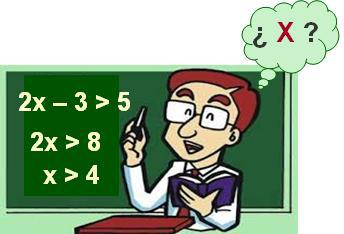 ¿ X ?
2x – 3 > 5
2x > 8
x > 4